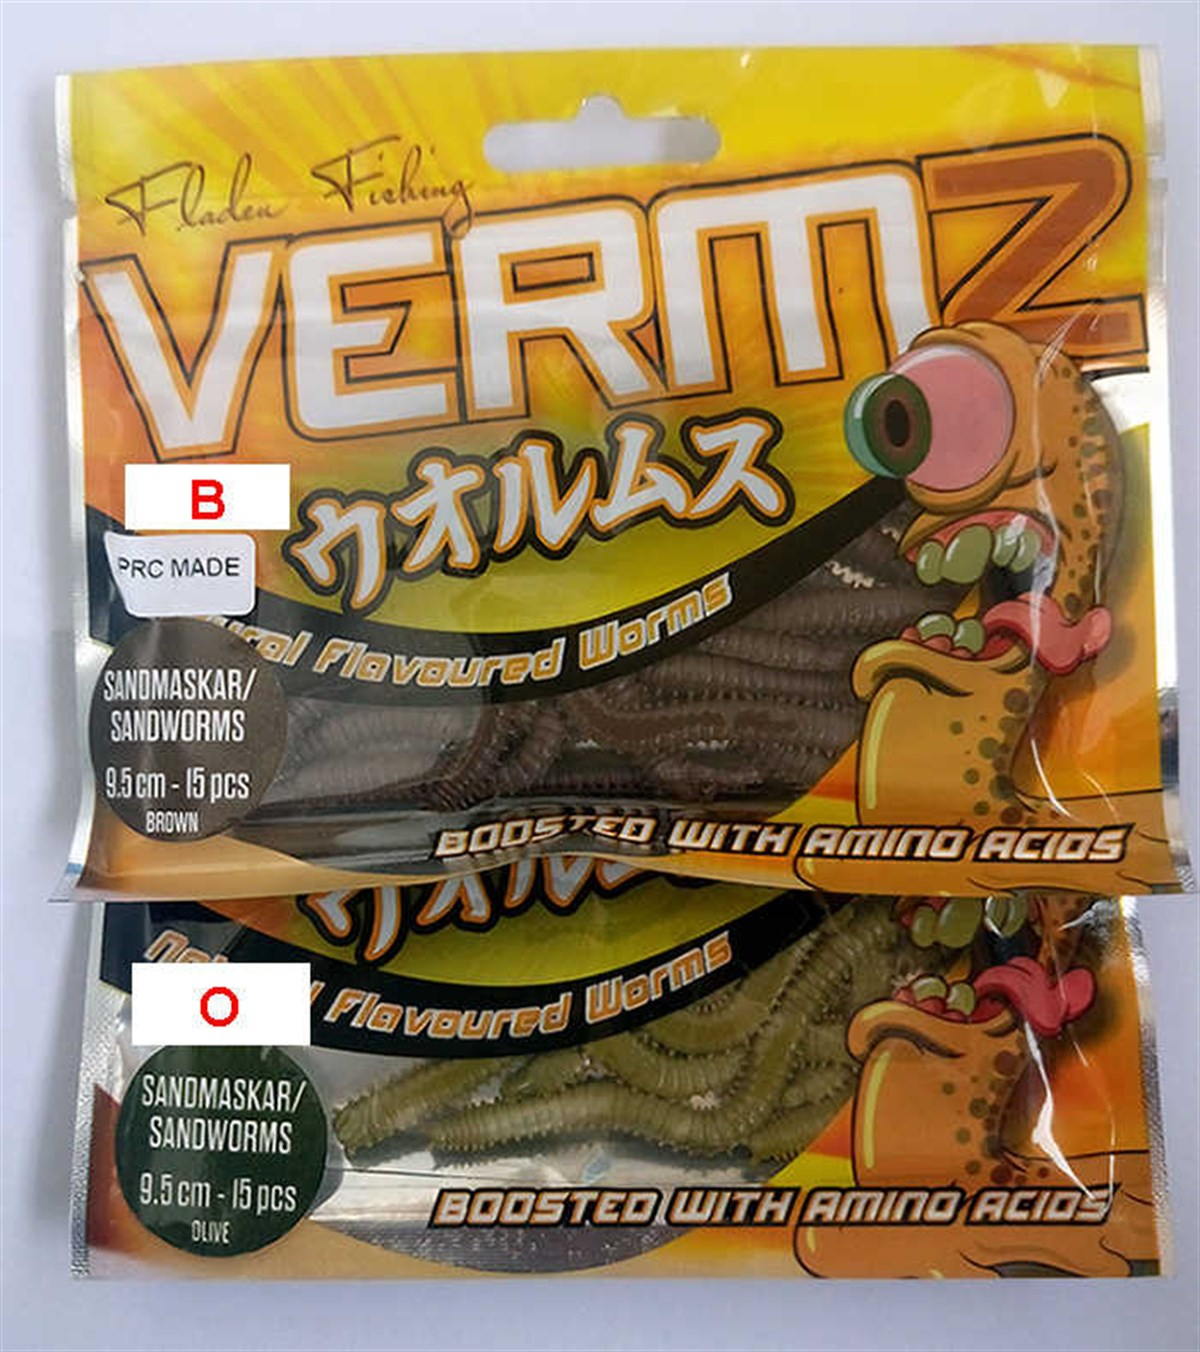 Fladen Fishing
VERMZ
ウオルムス
B
PRC MADE
Flavoured Worms
SANDMASKAR/
SANDWORMS
9.5 cm - 15 pcs
BROWN
BOOSTED WITH AMINO ACIDS
Flavoured Worms
O
SANDMASKAR/
SANDWORMS
9.5 cm - 15 pcs
OLIVE
BOOSTED WITH AMINO ACIDS